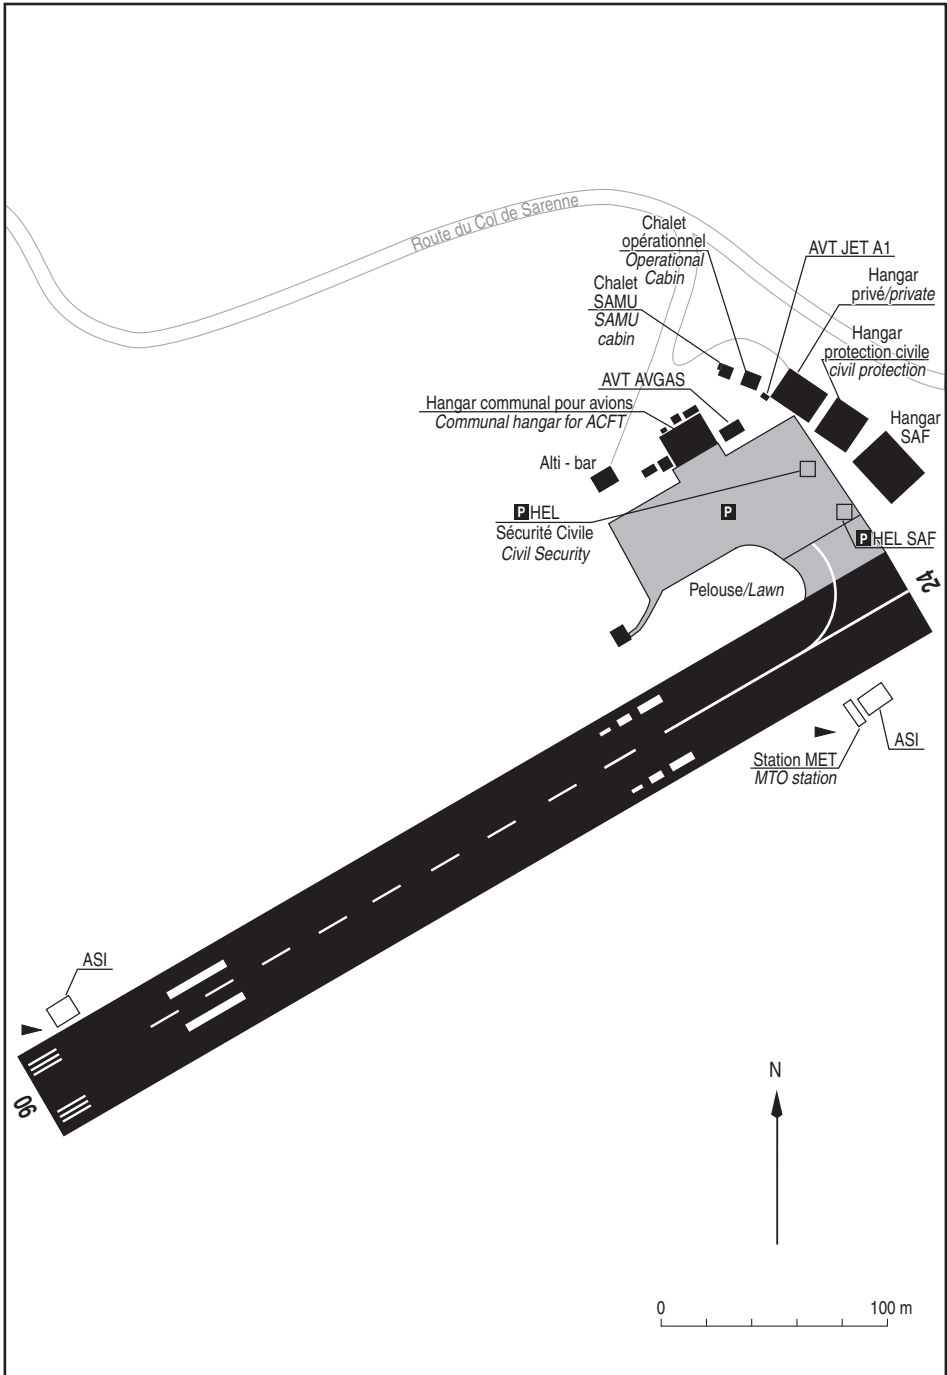 Route du Col de Sarenne
Chalet
opérationnel
Operational
Cabin
AVT JET A1
Hangar
privé/private
Chalet
SAMU
SAMU
cabin
Hangar
protection civile
civil protection
AVT AVGAS
Hangar communal pour avions
Communal hangar for ACFT
Hangar
SAF
Alti - bar
P HEL
Sécurité Civile
Civil Security
P
P HEL SAF
24
Pelouse/Lawn
ASI
Station MET
MTO station
ASI
06
N
0 100 m